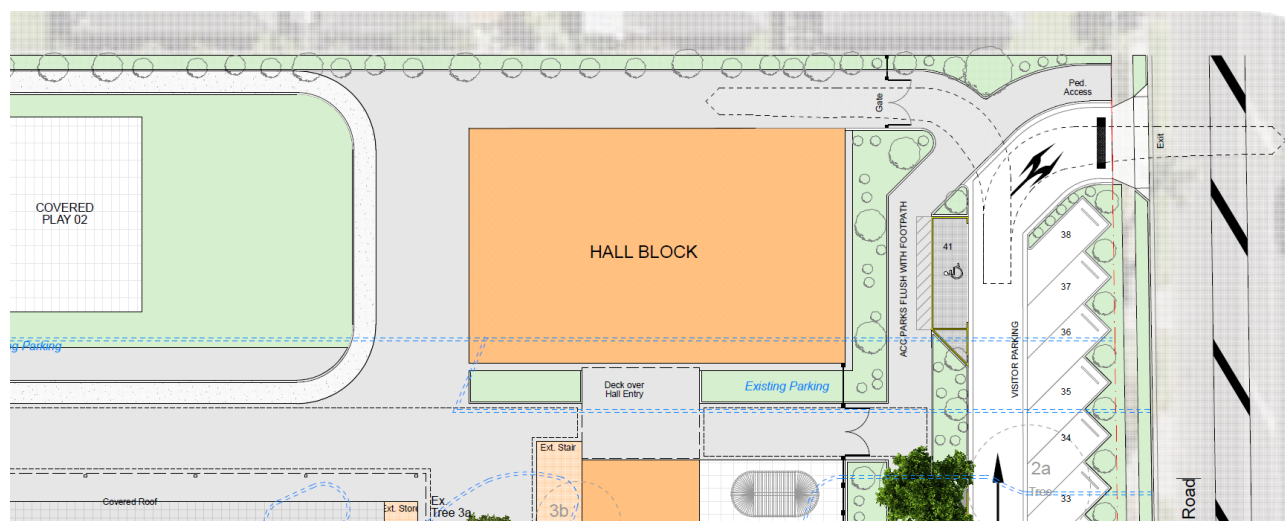 Ped.
Access
Gate
Exit
COVERED
PLAY 02
HALL BLOCK
ACC PARKS FLUSH WITH FOOTPATH
41
38
37
36
35
34
33
VISITOR PARKING
ng Parking
Deck over
Hall Entry
Existing Parking
Ext. Stair
2a
Tree
Road
Covered Roof
Ext. Store
Ex.
Tree 3a
3b